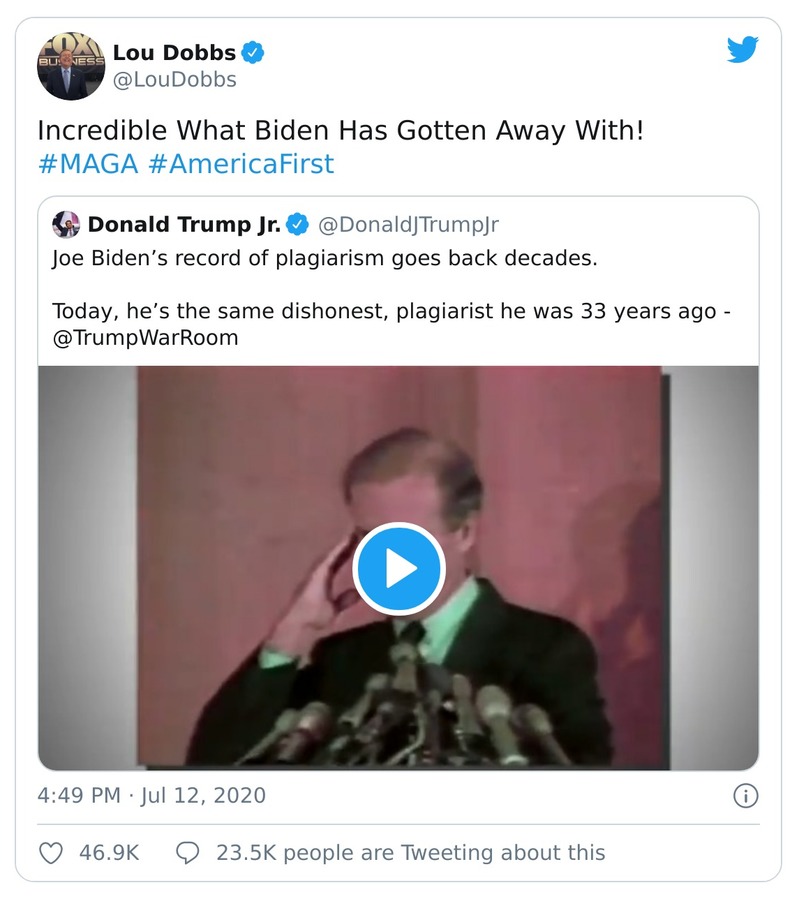 FOX
BUSINESS
Lou Dobbs
@LouDobbs
Incredible What Biden Has Gotten Away With!
#MAGA #AmericaFirst
Donald Trump Jr. @DonaldJTrumpJr
Joe Biden’s record of plagiarism goes back decades.
Today, he’s the same dishonest, plagiarist he was 33 years ago -
@TrumpWarRoom
4:49 PM · Jul 12, 2020
46.9K 23.5K people are Tweeting about this